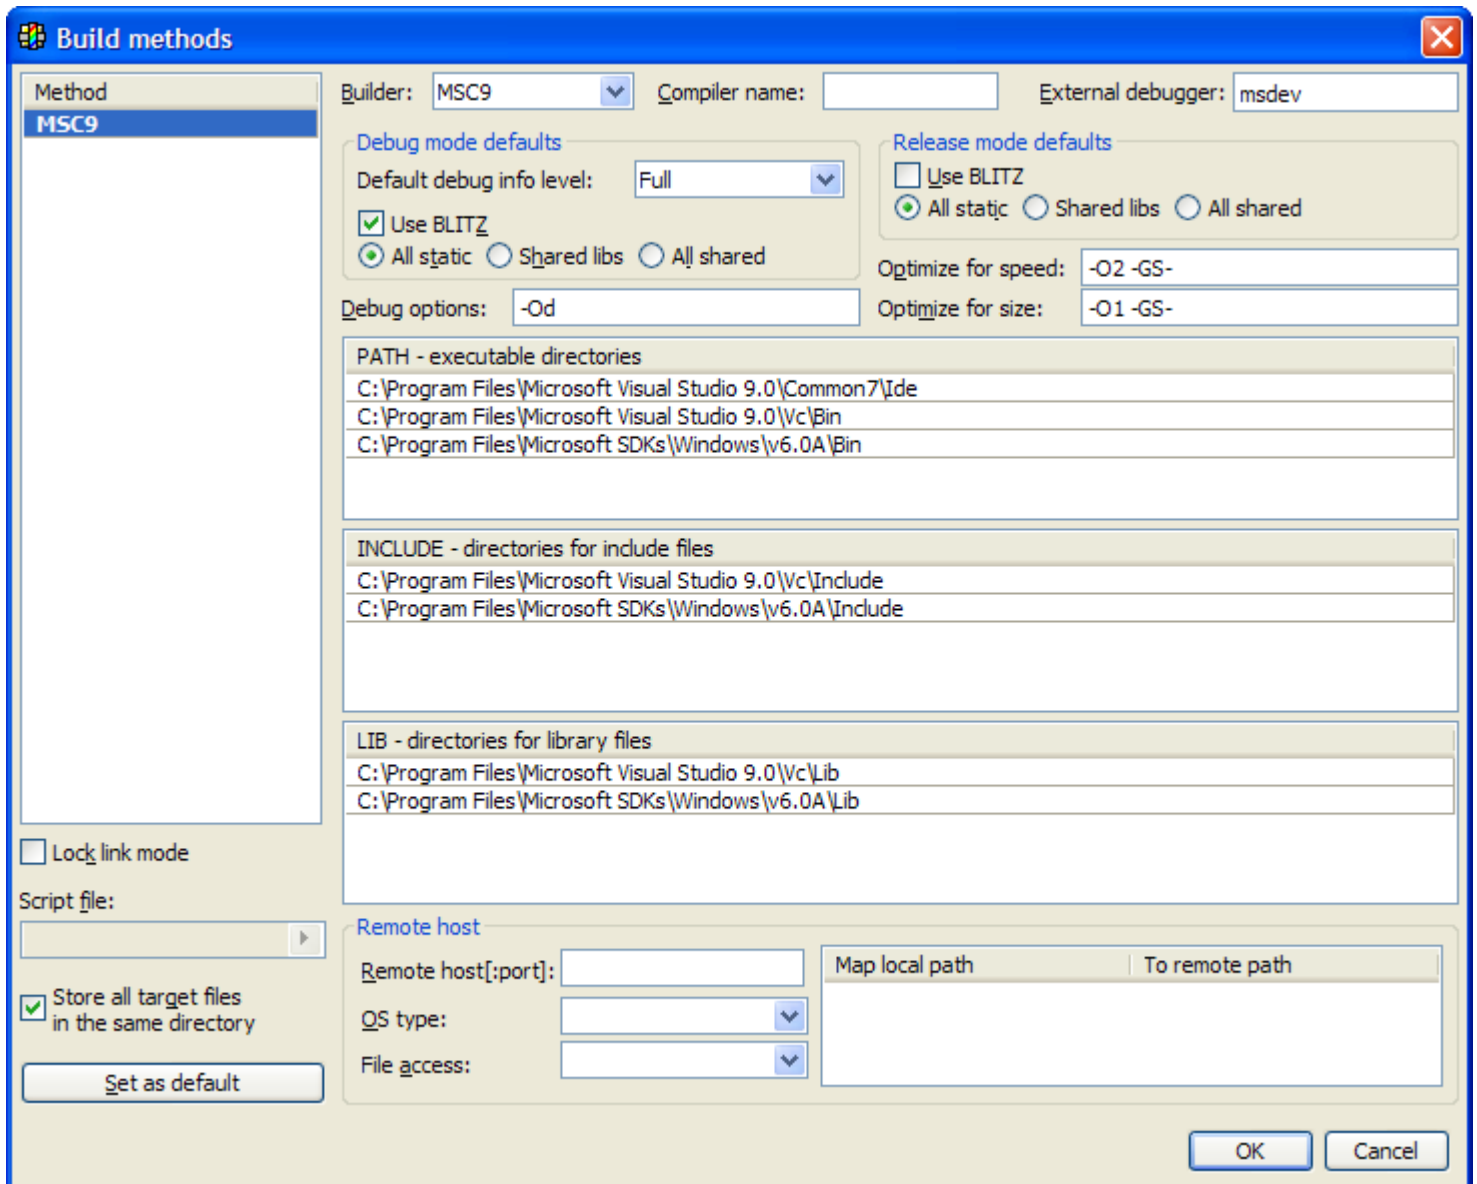 Build methods
Method
MSC9
Builder: MSC9 Compiler name: External debugger: msdev
Debug mode defaults
Default debug info level: Full
Use BLITZ
All static Shared libs All shared
Release mode defaults
Use BLITZ
All static Shared libs All shared
Debug options: -Od
Optimize for speed: -O2 -GS-
Optimize for size: -O1 -GS-
PATH - executable directories
C:\Program Files\Microsoft Visual Studio 9.0\Common7\Ide
C:\Program Files\Microsoft Visual Studio 9.0\Vc\Bin
C:\Program Files\Microsoft SDKs\Windows\v6.0A\Bin
INCLUDE - directories for include files
C:\Program Files\Microsoft Visual Studio 9.0\Vc\Include
C:\Program Files\Microsoft SDKs\Windows\v6.0A\Include
LIB - directories for library files
C:\Program Files\Microsoft Visual Studio 9.0\Vc\Lib
C:\Program Files\Microsoft SDKs\Windows\v6.0A\Lib
Lock link mode
Script file:
Store all target files
in the same directory
Set as default
Remote host
Remote host[:port]:
OS type:
File access:
Map local path To remote path
OK Cancel